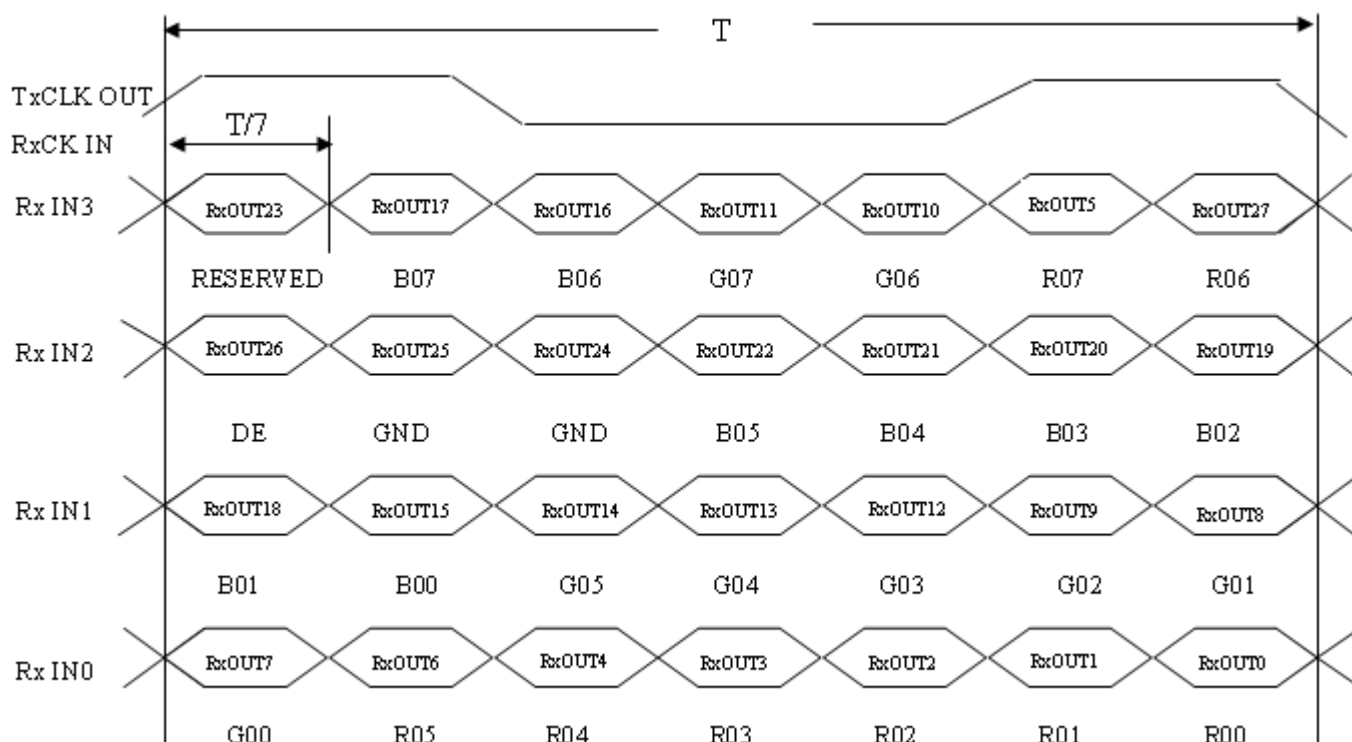 T
TxCLK OUT
T/7
RxCK IN
Rx IN3 RxOUT23 RxOUT17 RxOUT16 RxOUT11 RxOUT10 RxOUT5 RxOUT27
RESERVED B07 B06 G07 G06 R07 R06
Rx IN2 RxOUT26 RxOUT25 RxOUT24 RxOUT22 RxOUT21 RxOUT20 RxOUT19
DE GND GND B05 B04 B03 B02
Rx IN1 RxOUT18 RxOUT15 RxOUT14 RxOUT13 RxOUT12 RxOUT9 RxOUT8
B01 B00 G05 G04 G03 G02 G01
Rx IN0 RxOUT7 RxOUT6 RxOUT4 RxOUT3 RxOUT2 RxOUT1 RxOUT0
G00 R05 R04 R03 R02 R01 R00